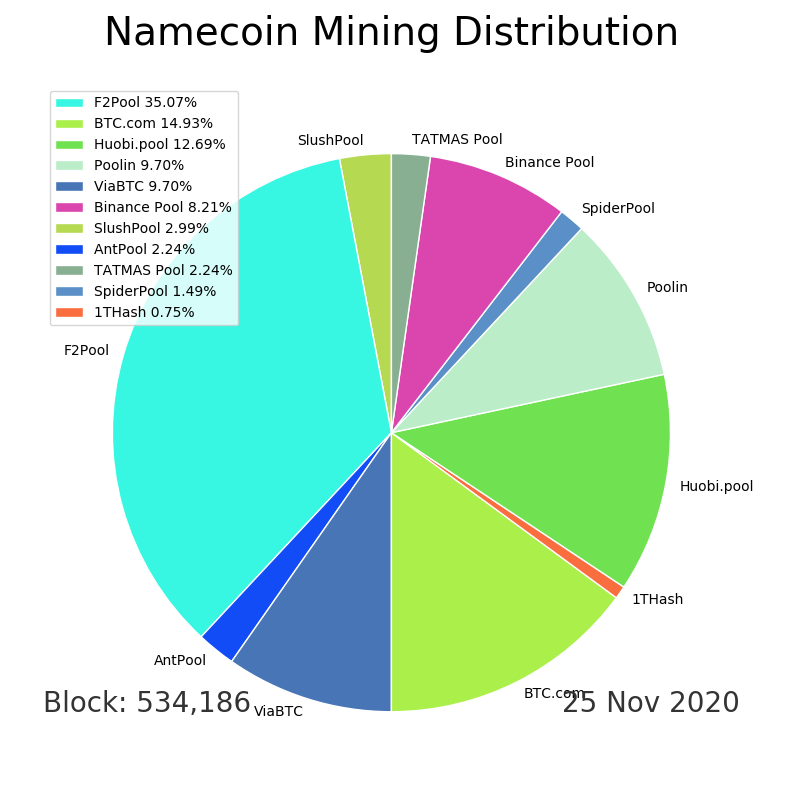 Namecoin Mining Distribution
F2Pool 35.07%
BTC.com 14.93%
Huobi.pool 12.69%
Poolin 9.70%
ViaBTC 9.70%
Binance Pool 8.21%
SlushPool 2.99%
AntPool 2.24%
TATMAS Pool 2.24%
SpiderPool 1.49%
1THash 0.75%
SlushPool
TATMAS Pool
Binance Pool
SpiderPool
Poolin
F2Pool
Huobi.pool
1THash
AntPool
BTC.com
ViaBTC
Block: 534,186
25 Nov 2020